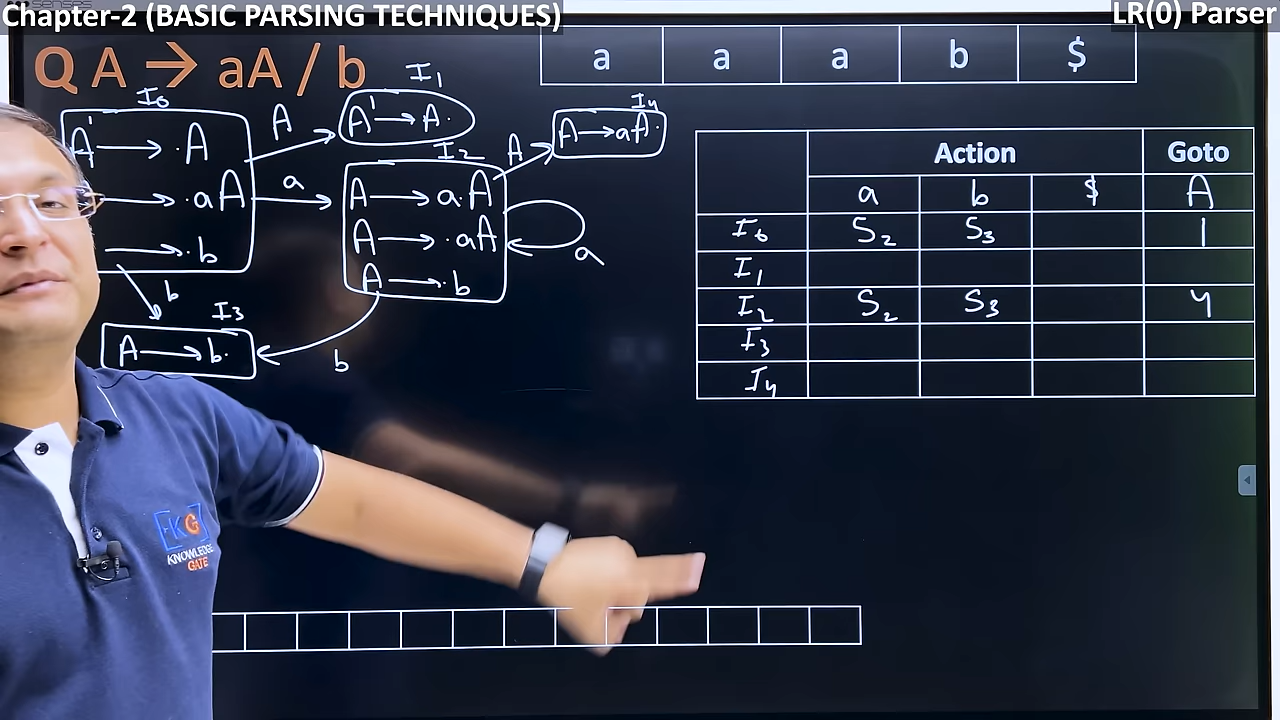 Chapter-2 (BASIC PARSING TECHNIQUES)
LR(0) Parser
Q A → aA / b
a a a b $
I₀
A' → .A
→ .aA
→ .b
A
a
b
I₁
A' → A.
I₂
A → a.A
A → .aA
A → .b
A
a
b
I₄
A → aA.
I₃
A → b.
Action Goto
a b $ A
I₀ S₂ S₃ 1
I₁
I₂ S₂ S₃ 4
I₃
I₄
KG
KNOWLEDGE
GATE